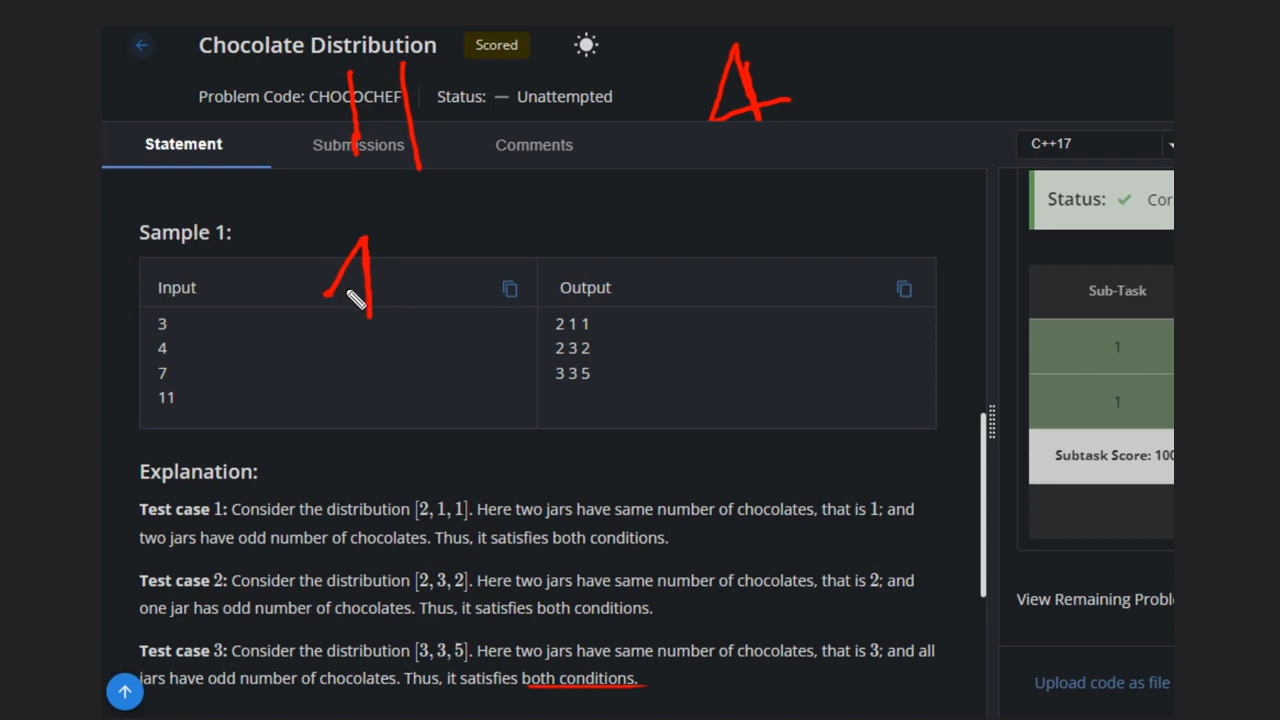 Chocolate Distribution Scored
Problem Code: CHOCOCHEF Status: — Unattempted
11
4
Statement Submissions Comments
C++17
Status: ✓ Cor
Sample 1:
1
Input Output
Sub-Task
3
4
7
11
2 1 1
2 3 2
3 3 5
1
1
Subtask Score: 100
Explanation:
Test case 1: Consider the distribution [2, 1, 1]. Here two jars have same number of chocolates, that is 1; and
two jars have odd number of chocolates. Thus, it satisfies both conditions.
Test case 2: Consider the distribution [2, 3, 2]. Here two jars have same number of chocolates, that is 2; and
one jar has odd number of chocolates. Thus, it satisfies both conditions.
Test case 3: Consider the distribution [3, 3, 5]. Here two jars have same number of chocolates, that is 3; and all
jars have odd number of chocolates. Thus, it satisfies both conditions.
View Remaining Proble
Upload code as file